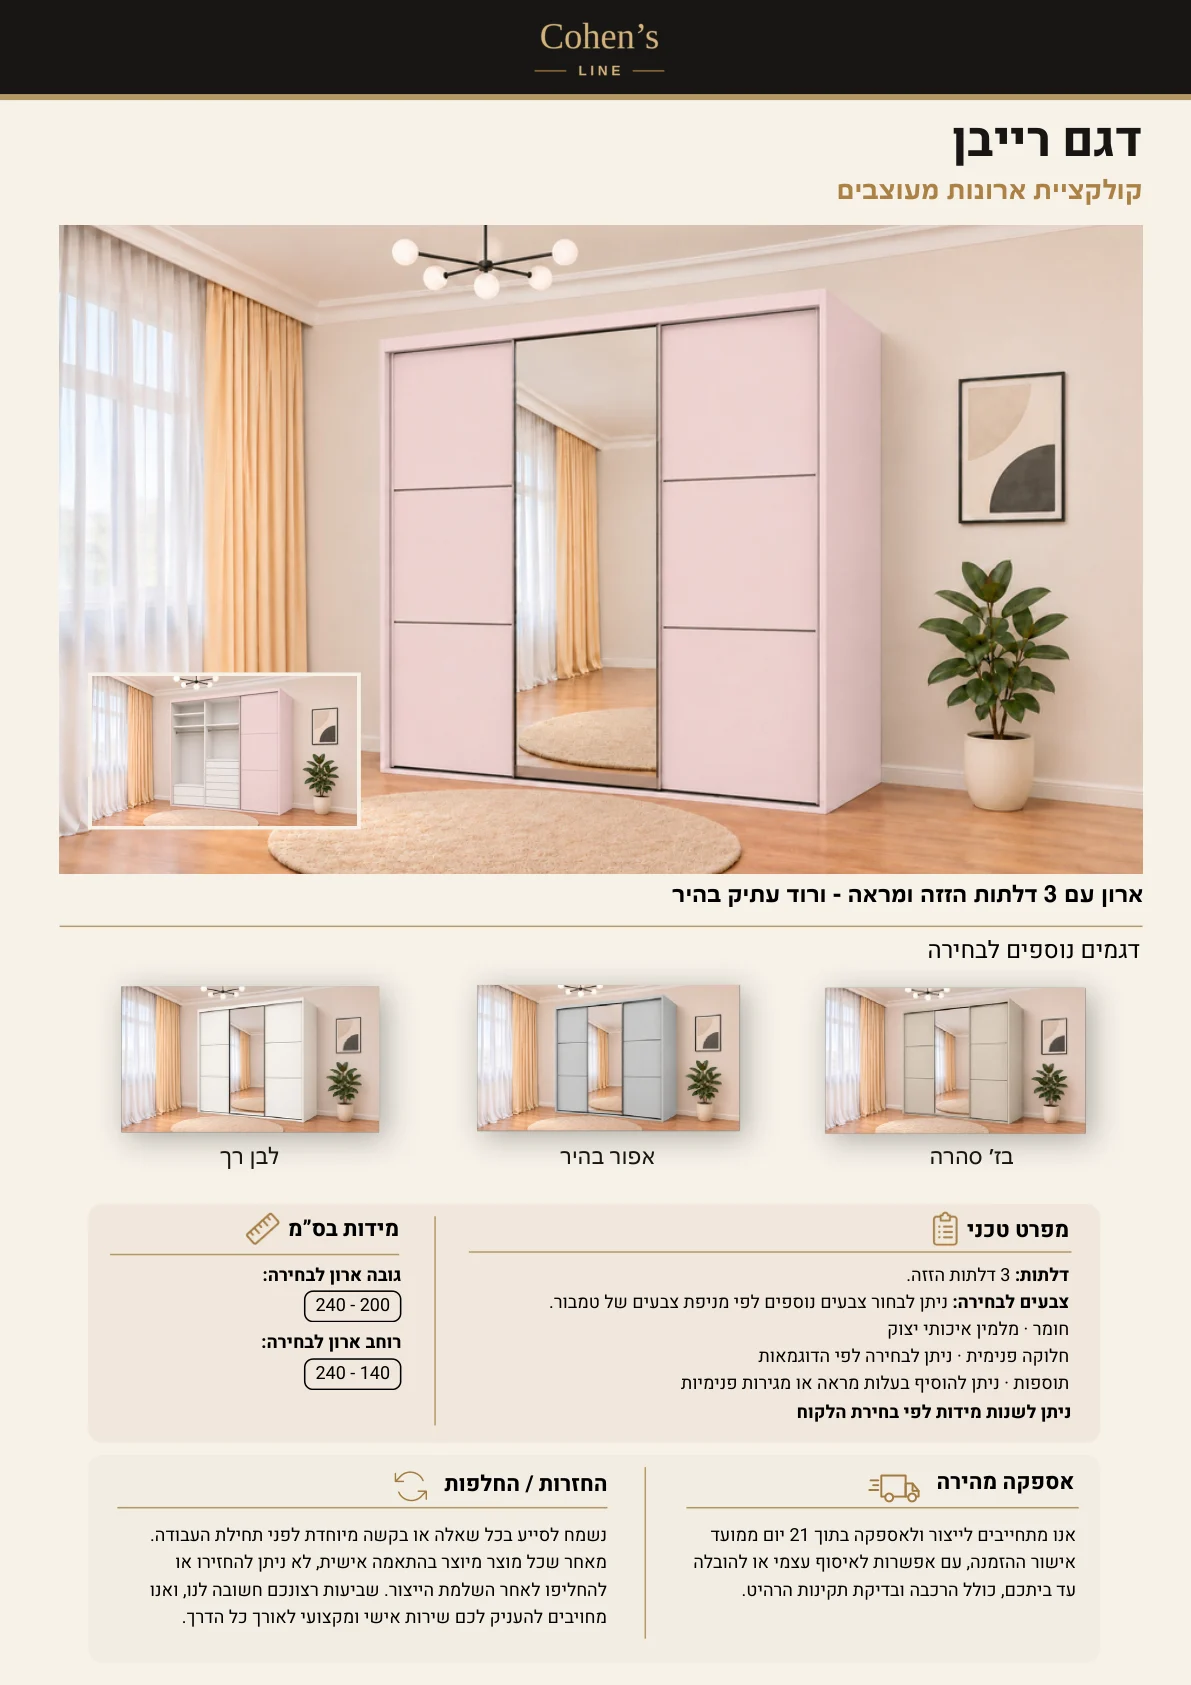 Cohen’s
LINE
דגם רייבן
קולקציית ארונות מעוצבים
ארון עם 3 דלתות הזזה ומראה - ורוד עתיק בהיר
דגמים נוספים לבחירה
בז’ סהרה
אפור בהיר
לבן רך
מפרט טכני
דלתות: 3 דלתות הזזה.
צבעים לבחירה: ניתן לבחור צבעים נוספים לפי מניפת צבעים של טמבור.
חומר · מלמין איכותי יצוק
חלוקה פנימית · ניתן לבחירה לפי הדוגמאות
תוספות · ניתן להוסיף בעלות מראה או מגירות פנימיות
ניתן לשנות מידות לפי בחירת הלקוח
מידות בס”מ
גובה ארון לבחירה:
240 - 200
רוחב ארון לבחירה:
240 - 140
אספקה מהירה
אנו מתחייבים לייצור ולאספקה בתוך 21 יום ממועד
אישור ההזמנה, עם אפשרות לאיסוף עצמי או להובלה
עד ביתכם, כולל הרכבה ובדיקת תקינות הרהיט.
החזרות / החלפות
נשמח לסייע בכל שאלה או בקשה מיוחדת לפני תחילת העבודה.
מאחר שכל מוצר מיוצר בהתאמה אישית, לא ניתן להחזירו או
להחליפו לאחר השלמת הייצור. שביעות רצונכם חשובה לנו, ואנו
מחויבים להעניק לכם שירות אישי ומקצועי לאורך כל הדרך.